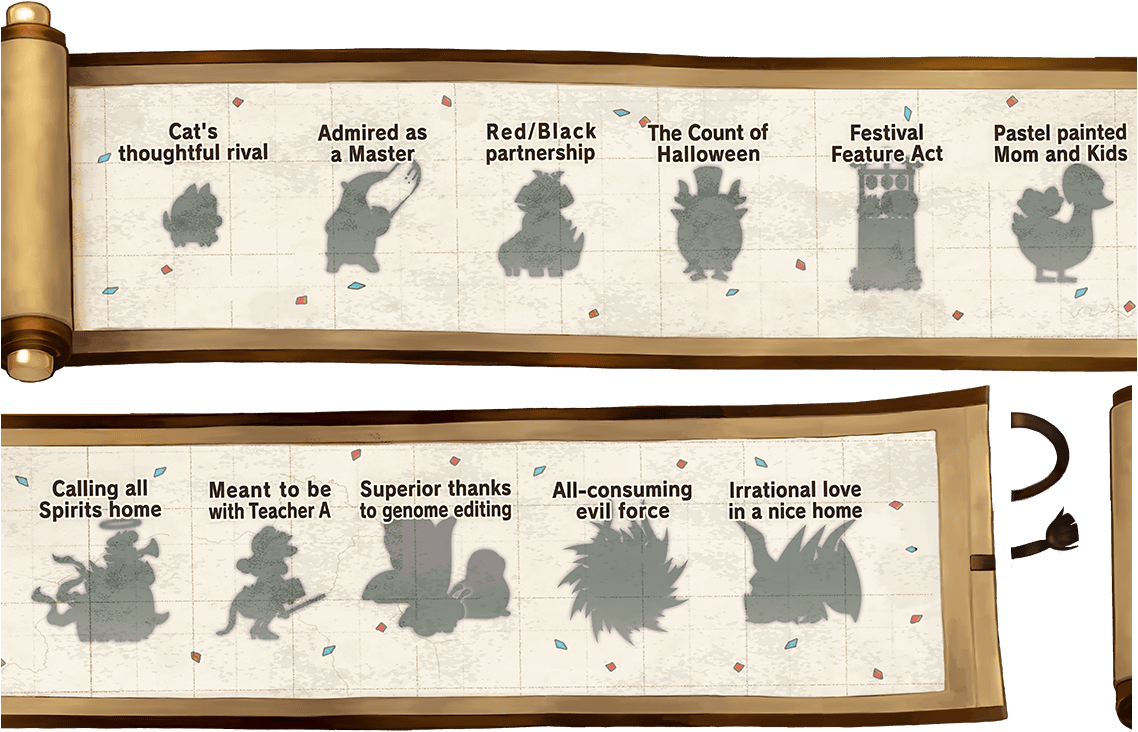 Cat's
thoughtful rival
Admired as
a Master
Red/Black
partnership
The Count of
Halloween
Festival
Feature Act
Pastel painted
Mom and Kids
Calling all
Spirits home
Meant to be
with Teacher A
Superior thanks
to genome editing
All-consuming
evil force
Irrational love
in a nice home